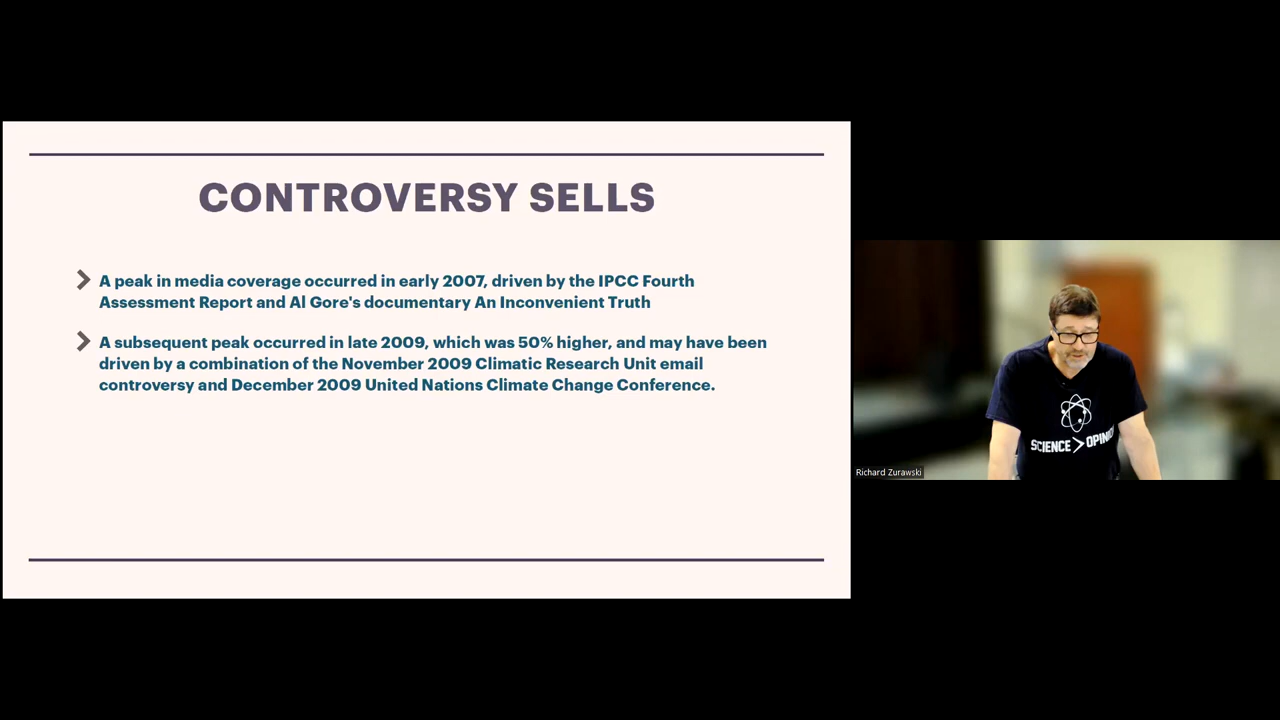 CONTROVERSY SELLS
A peak in media coverage occurred in early 2007, driven by the IPCC Fourth
Assessment Report and Al Gore's documentary An Inconvenient Truth
A subsequent peak occurred in late 2009, which was 50% higher, and may have been
driven by a combination of the November 2009 Climatic Research Unit email
controversy and December 2009 United Nations Climate Change Conference.
SCIENCE>
Richard Zurawski